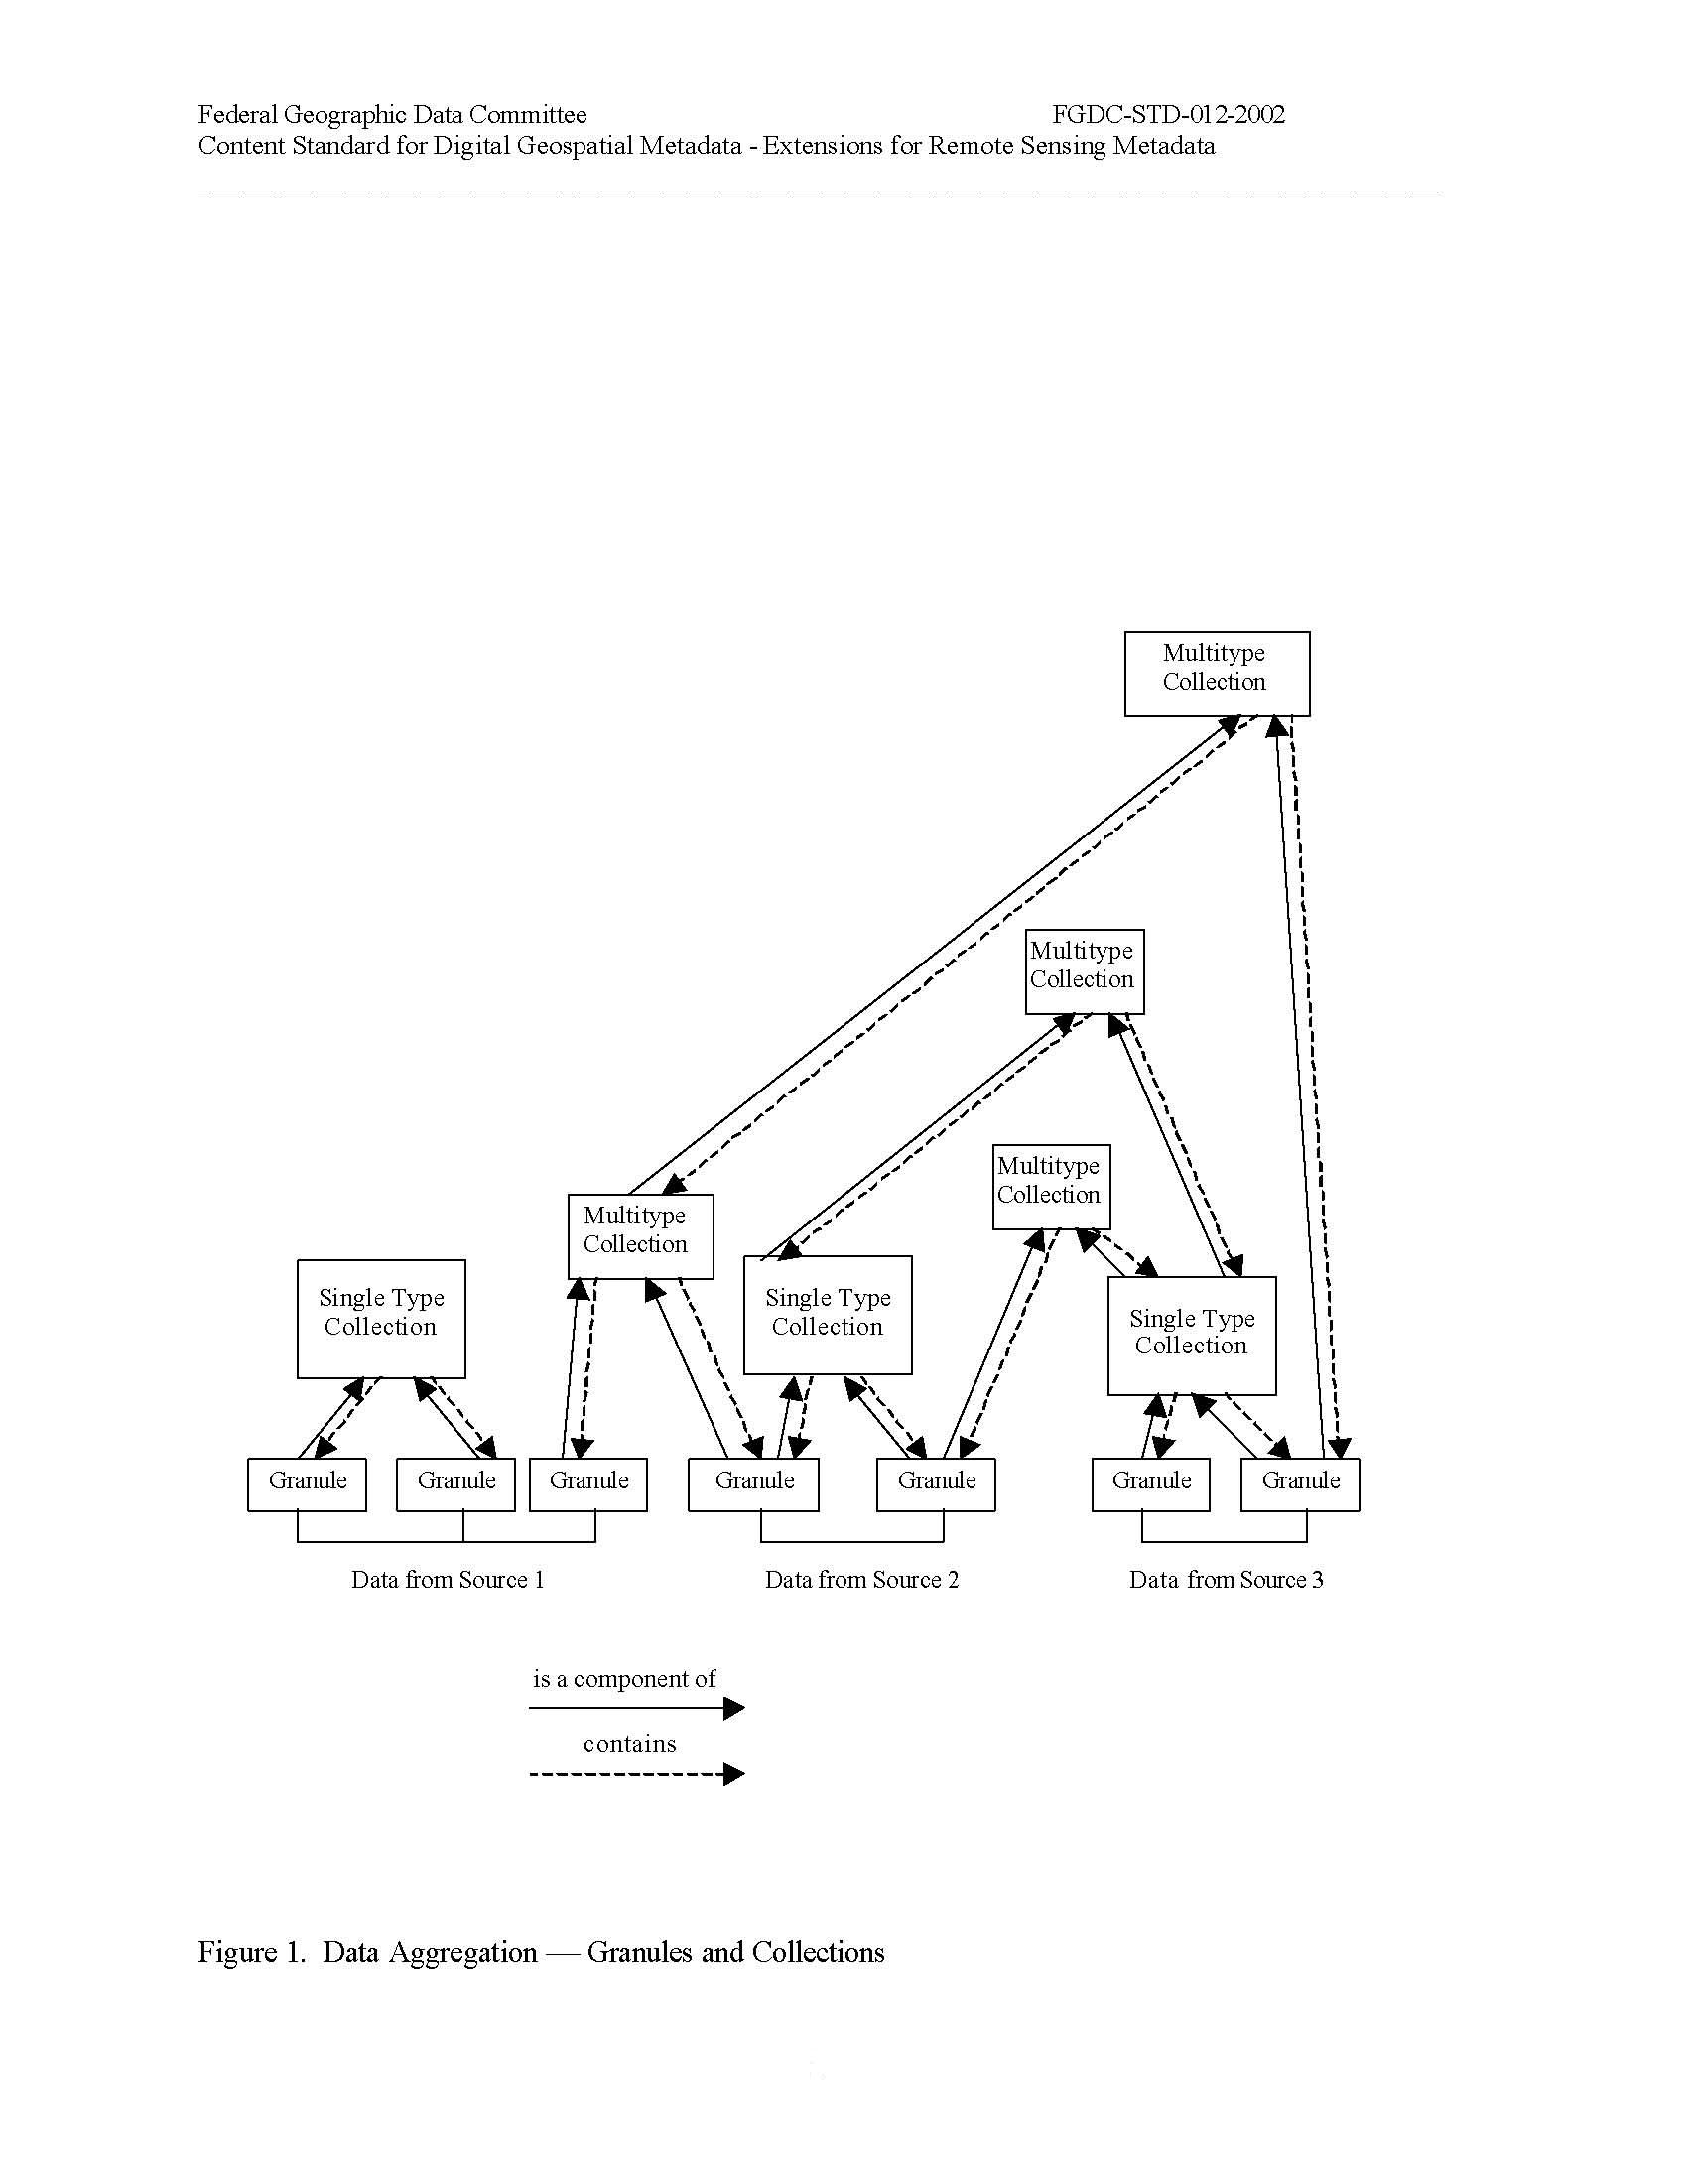 Federal Geographic Data Committee FGDC-STD-012-2002
Content Standard for Digital Geospatial Metadata - Extensions for Remote Sensing Metadata
Multitype
Collection
Multitype
Collection
Multitype
Collection
Multitype
Collection
Single Type
Collection
Single Type
Collection
Single Type
Collection
Granule Granule Granule Granule Granule Granule Granule
Data from Source 1 Data from Source 2 Data from Source 3
is a component of
contains
Figure 1. Data Aggregation — Granules and Collections